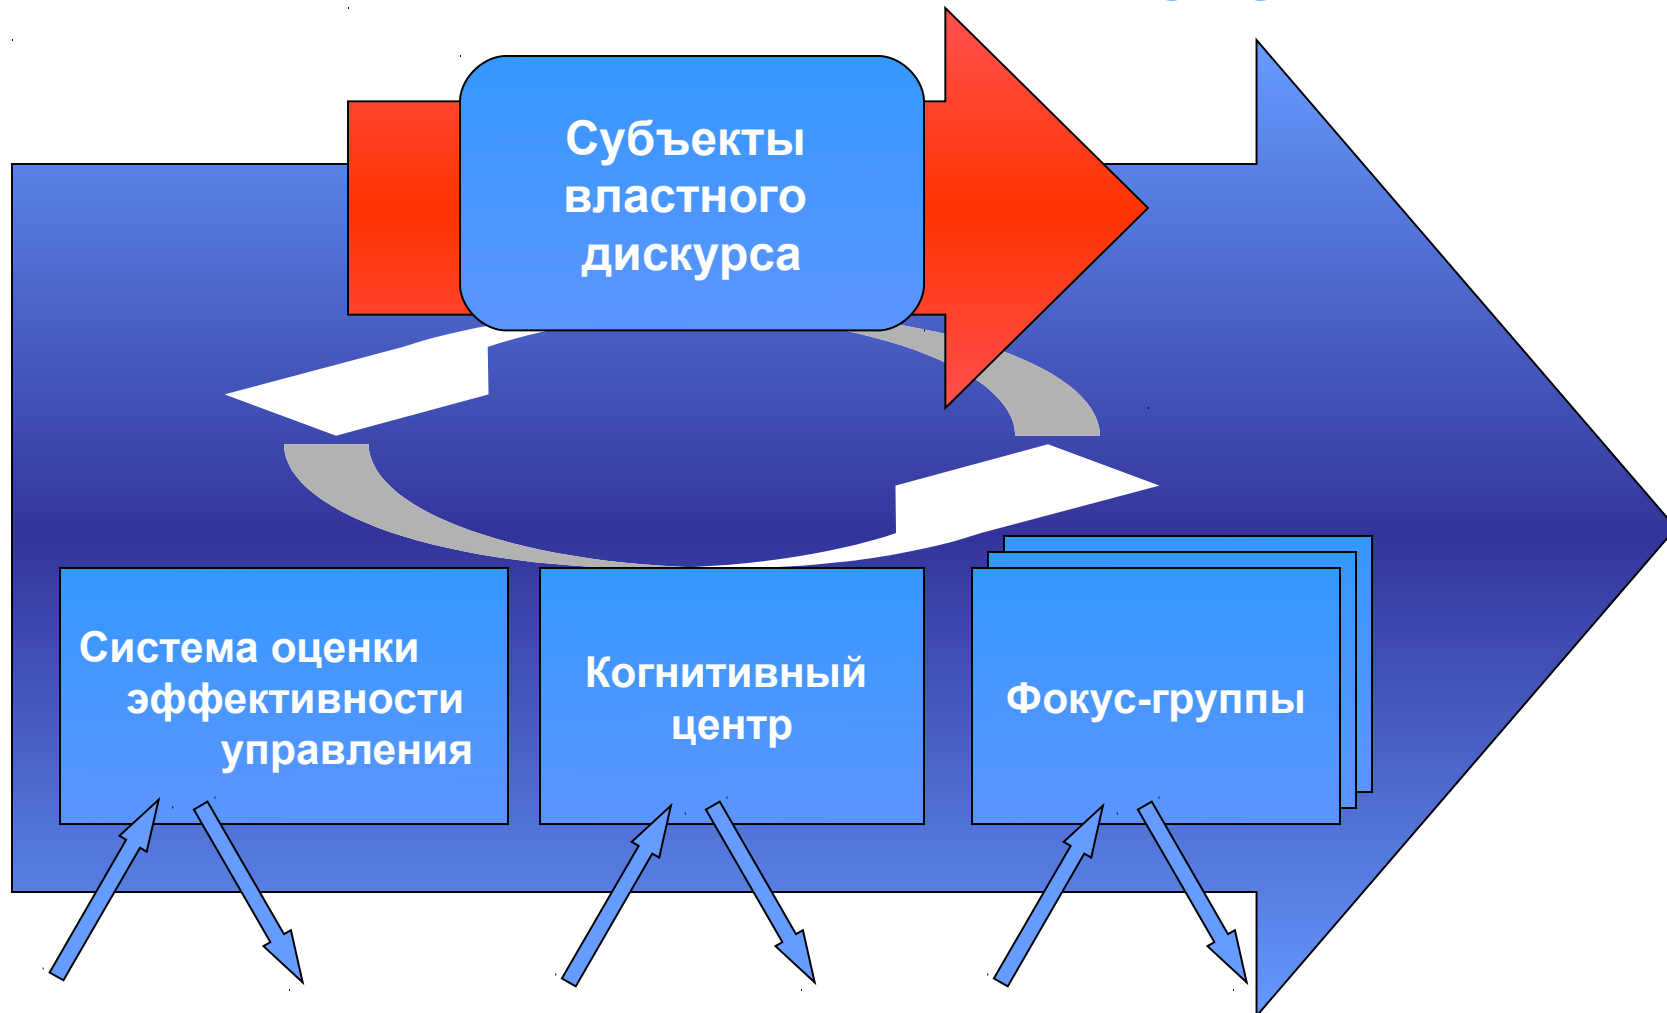 Субъекты
властного
дискурса
Система оценки
эффективности
управления
Когнитивный
центр
Фокус-группы